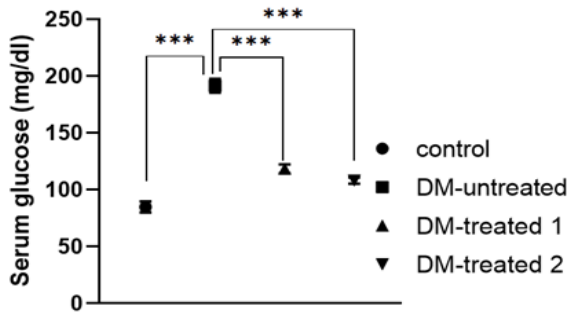 ***
250
***
***
200
150
100
50
0
Serum glucose (mg/dl)
control
DM-untreated
DM-treated 1
DM-treated 2